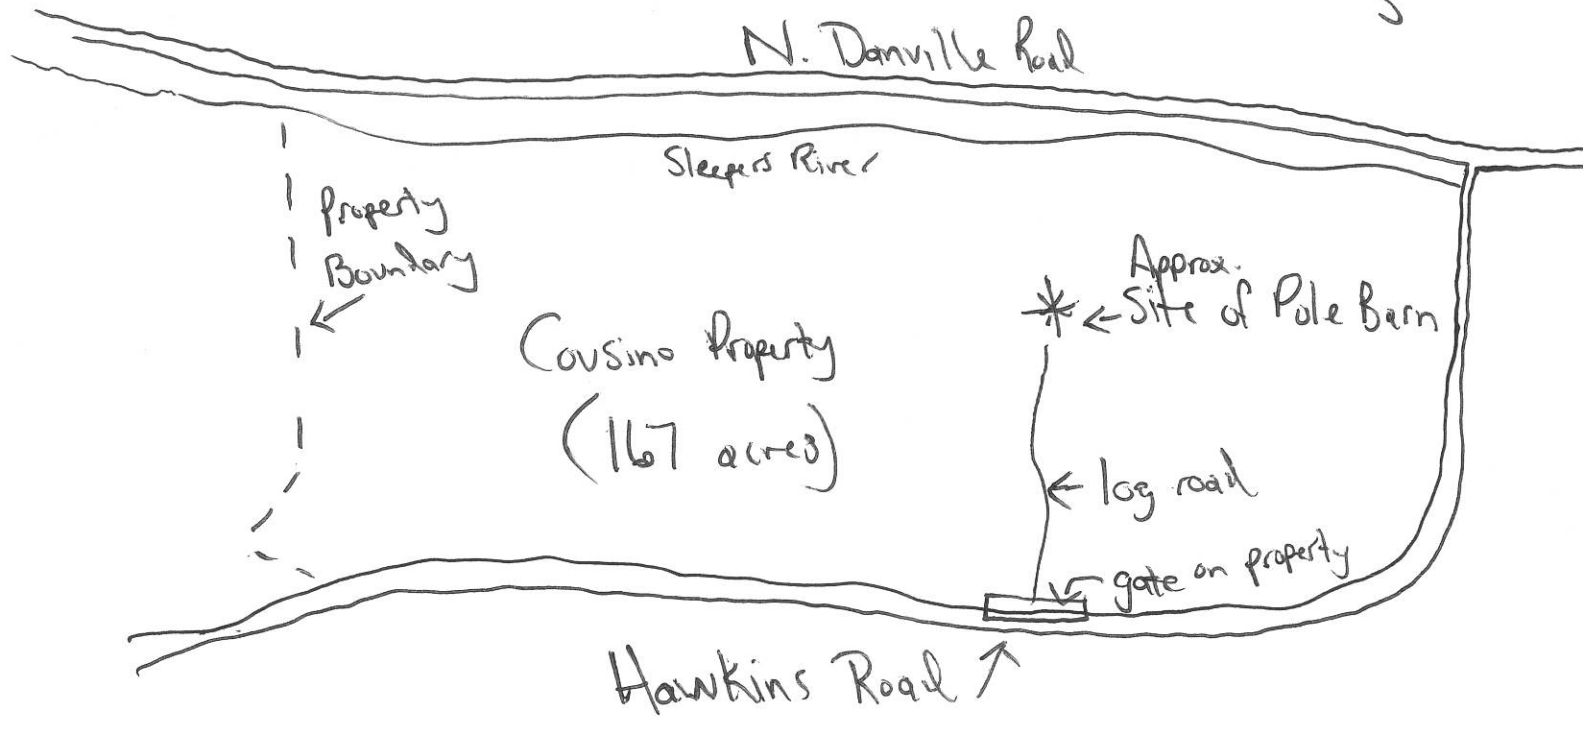 N. Danville Road
Sleepers River
Property
Boundary
Approx.
Site of Pole Barn
Cousino Property
(167 acres)
log road
gate on property
Hawkins Road